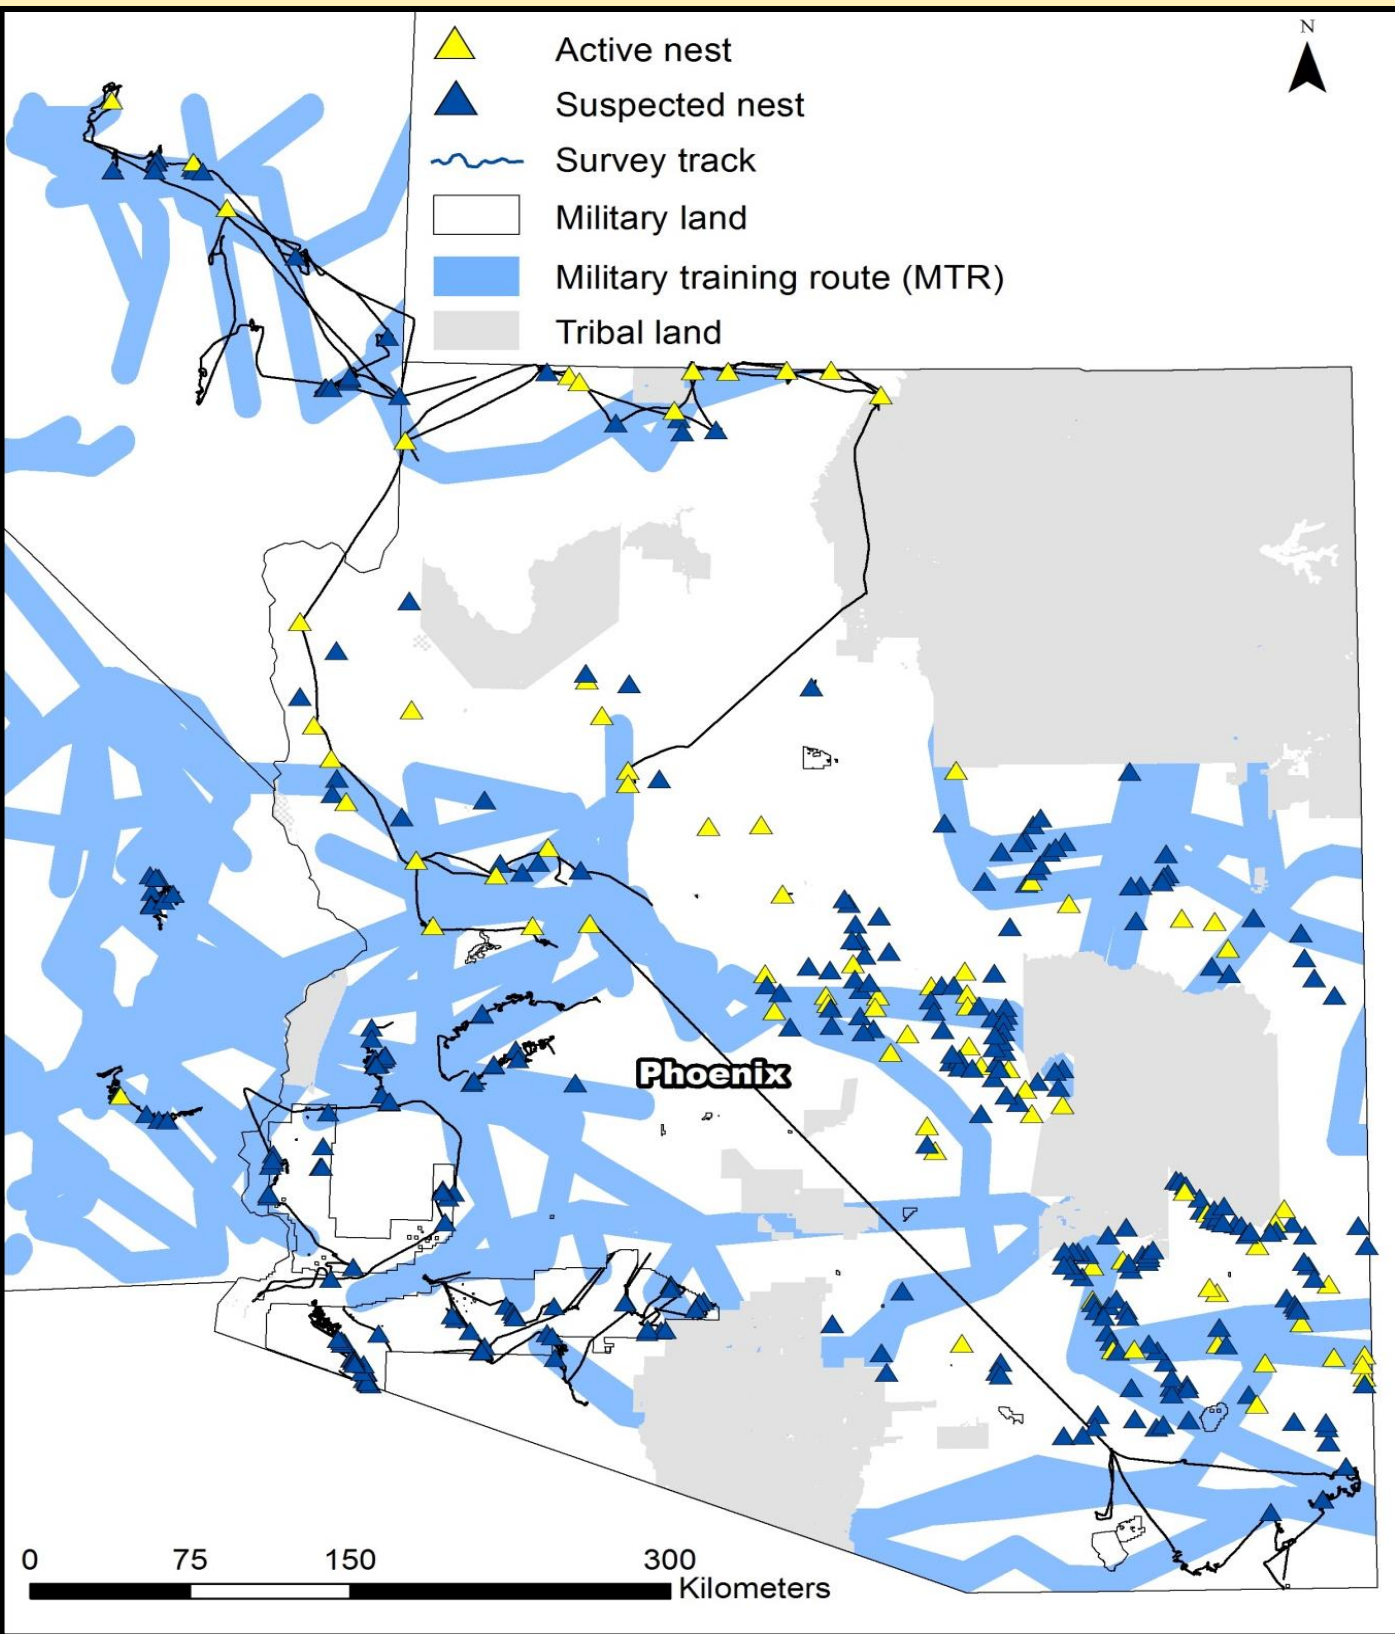 N
Active nest
Suspected nest
Survey track
Military land
Military training route (MTR)
Tribal land
Phoenix
0 75 150 300
Kilometers